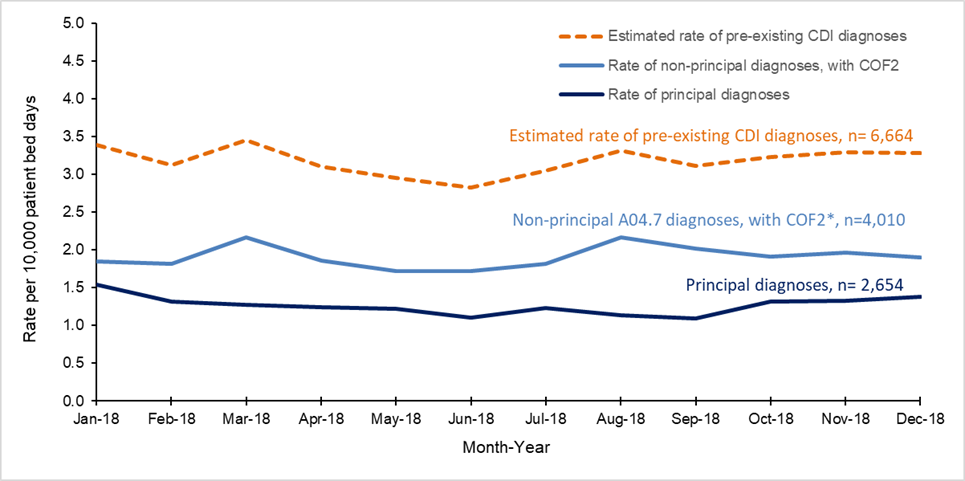 5.0
4.5
4.0
3.5
3.0
2.5
2.0
1.5
1.0
0.5
0.0
Rate per 10,000 patient bed days
Estimated rate of pre-existing CDI diagnoses
Rate of non-principal diagnoses, with COF2
Rate of principal diagnoses
Estimated rate of pre-existing CDI diagnoses, n= 6,664
Non-principal A04.7 diagnoses, with COF2*, n=4,010
Principal diagnoses, n= 2,654
Jan-18 Feb-18 Mar-18 Apr-18 May-18 Jun-18 Jul-18 Aug-18 Sep-18 Oct-18 Nov-18 Dec-18
Month-Year